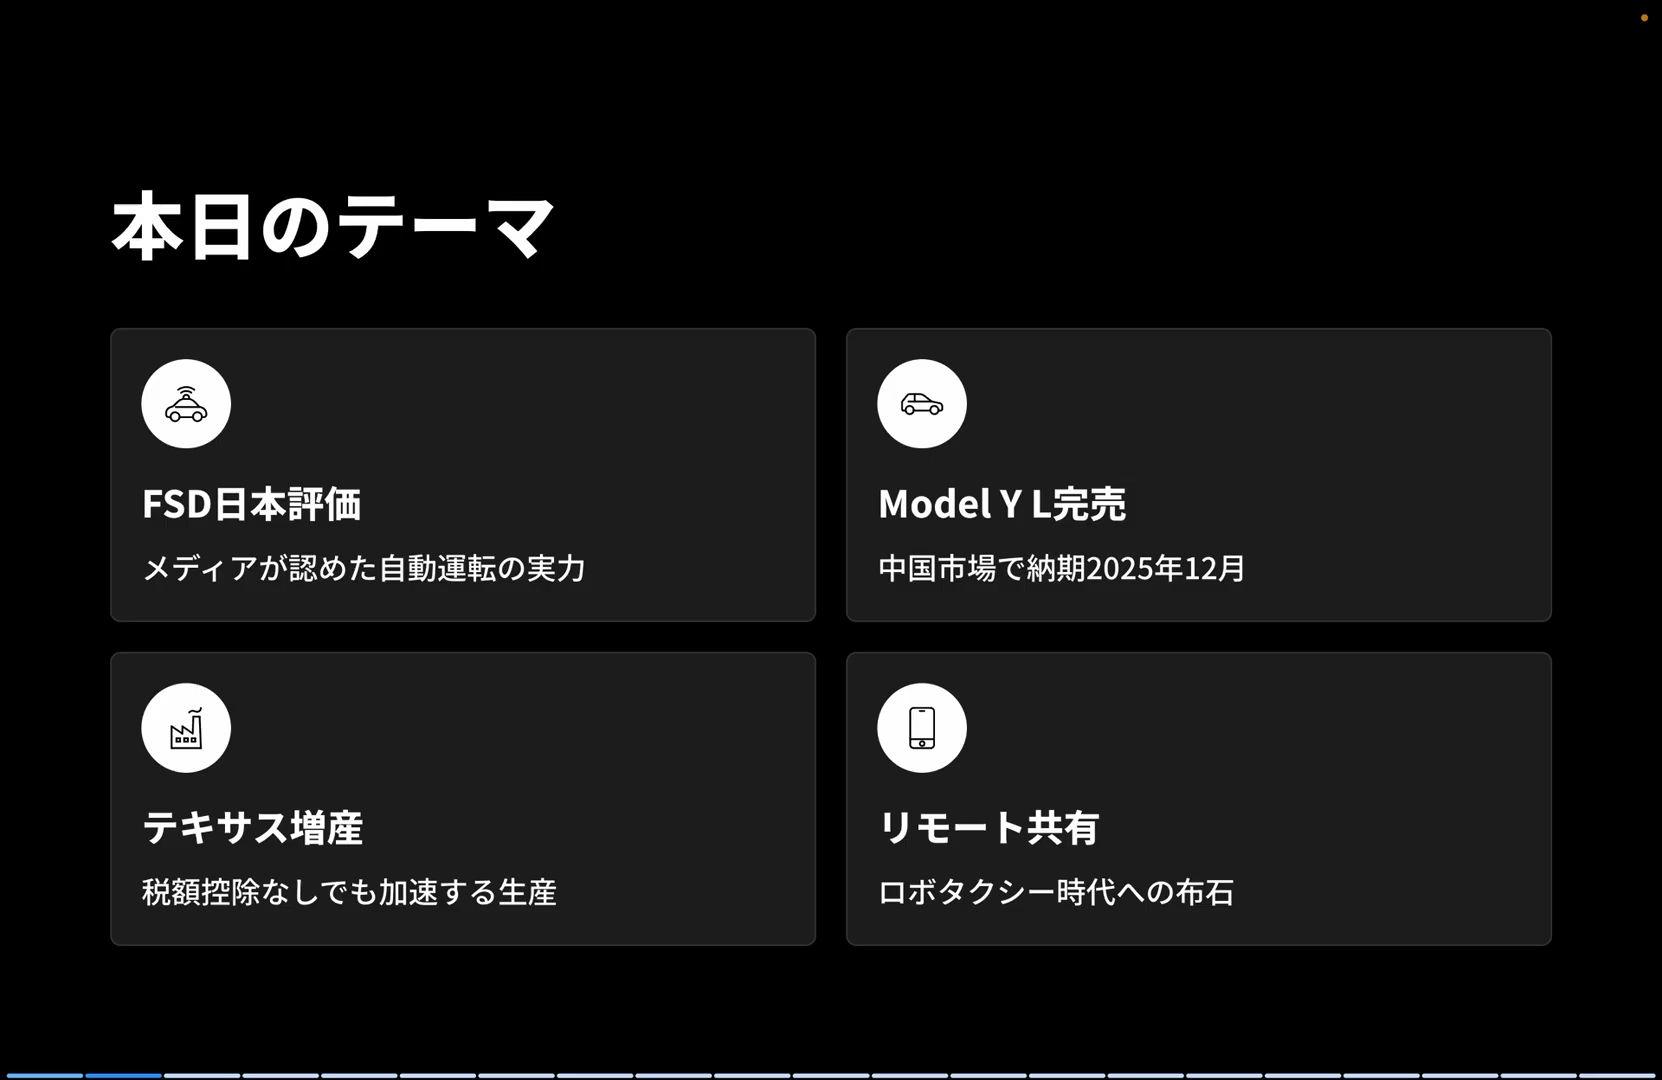 本日のテーマ
FSD日本評価
メディアが認めた自動運転の実力
Model Y L完売
中国市場で納期2025年12月
テキサス増産
税額控除なしでも加速する生産
リモート共有
ロボタクシー時代への布石